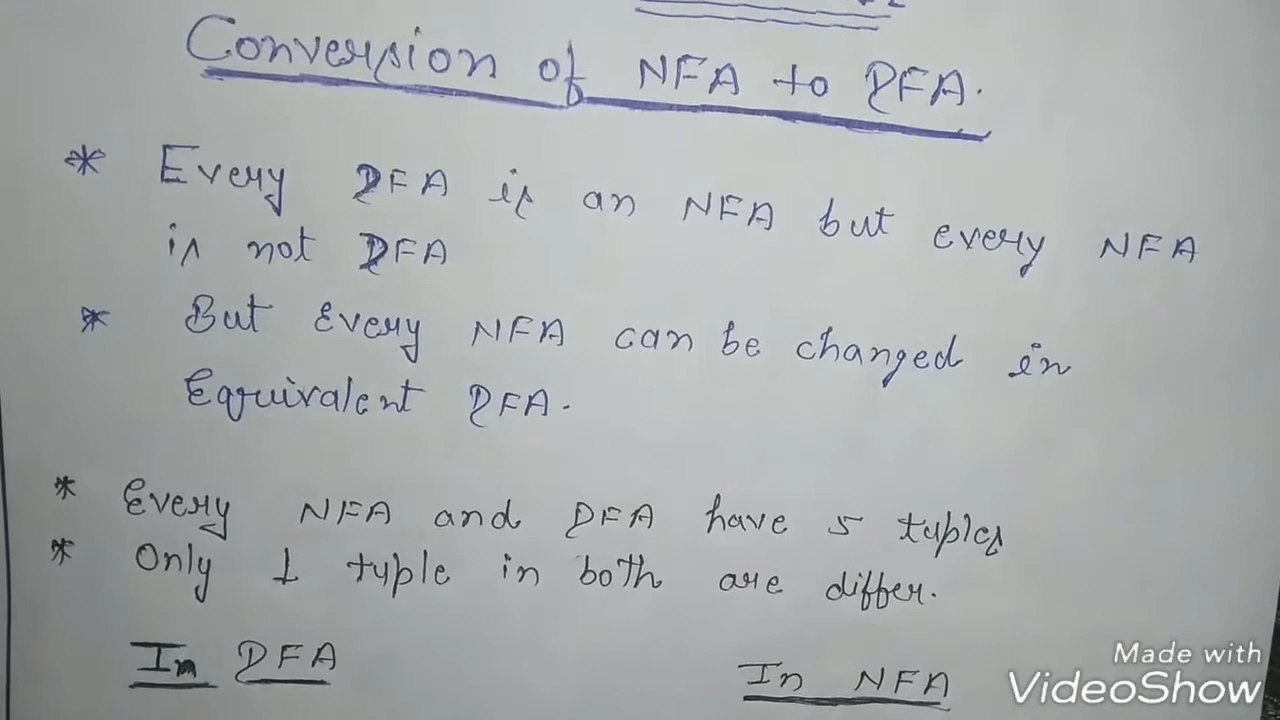 Conversion of NFA to DFA.
* Every DFA is an NFA but every NFA
is not DFA
* But Every NFA can be changed in
Equivalent DFA.
* Every NFA and DFA have 5 tuples
* Only 1 tuple in both are differ.
In DFA In NFA
Made with
VideoShow